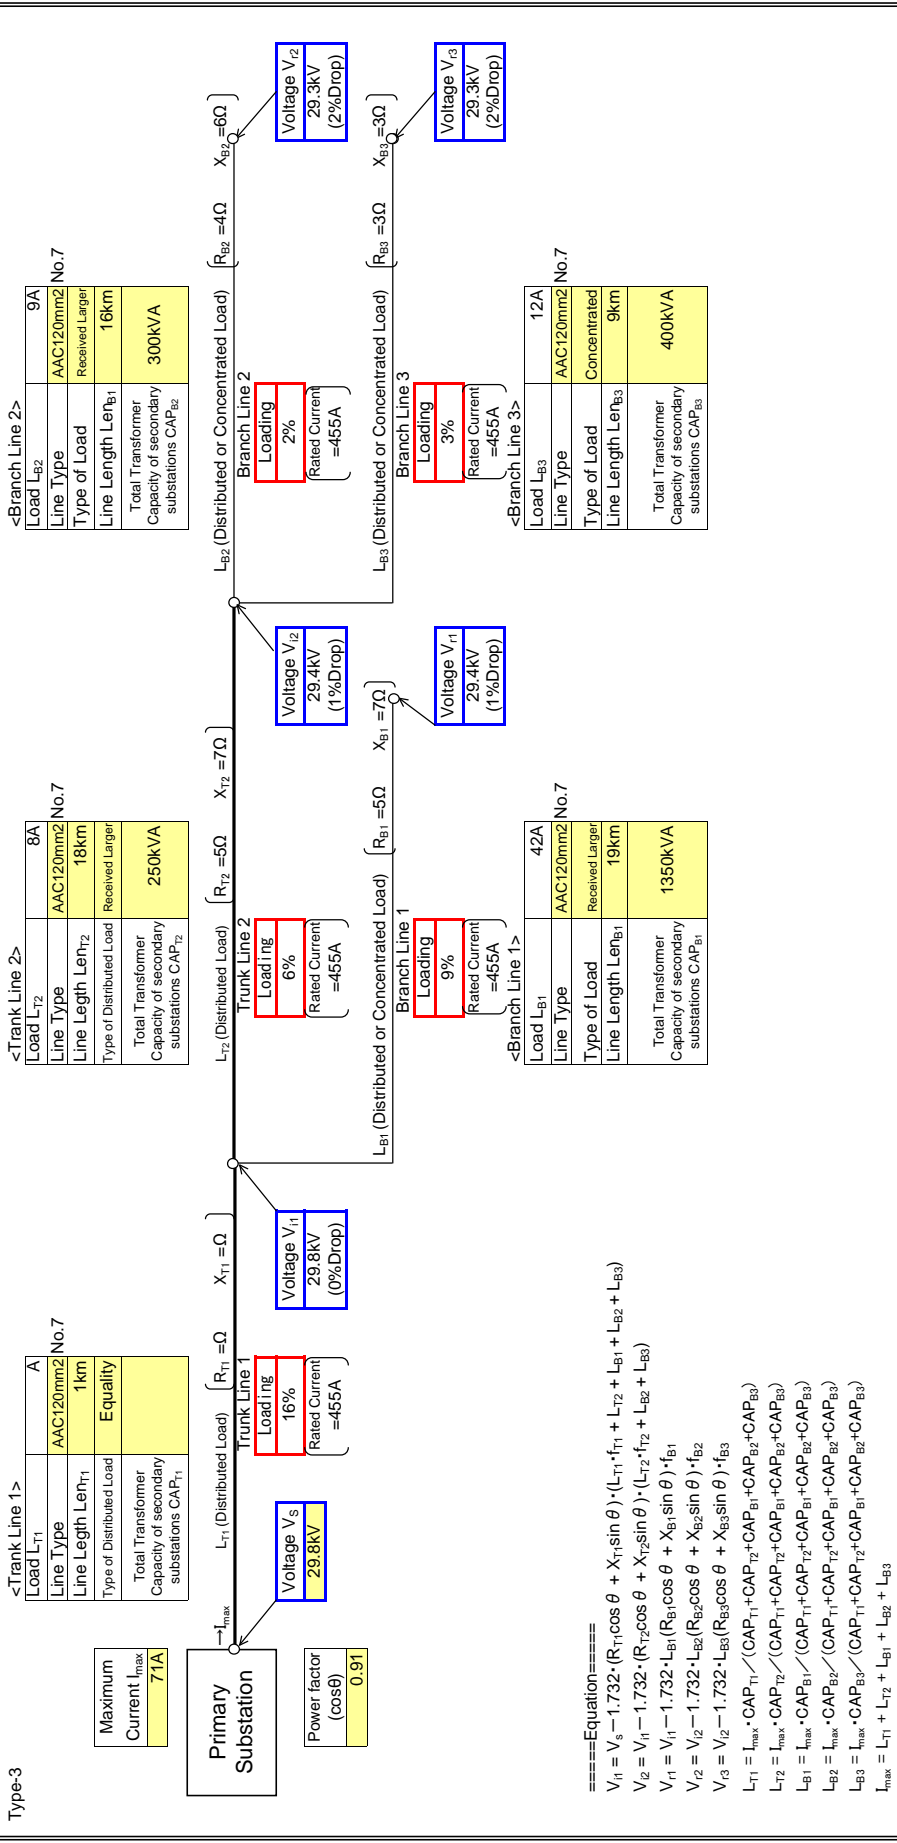 Type-3
Maximum
Current Imax
71A
Primary
Substation
Power factor
(cosθ)
0.91
→Imax
Voltage VS
29.8kV
<Trank Line 1>
Load LT1 A
Line Type AAC120mm2 No.7
Line Legth LenT1 1km
Type of Distributed Load Equality
Total Transformer
Capacity of secondary
substations CAPT1
LT1 (Distributed Load) (RT1 =Ω XT1 =Ω)
Trunk Line 1
Loading
16%
(Rated Current
=455A)
Voltage Vi1
29.8kV
(0%Drop)
<Trank Line 2>
Load LT2 8A
Line Type AAC120mm2 No.7
Line Legth LenT2 18km
Type of Distributed Load Received Larger
Total Transformer
Capacity of secondary
substations CAPT2
250kVA
LT2 (Distributed Load) (RT2 =5Ω XT2 =7Ω)
Trunk Line 2
Loading
6%
(Rated Current
=455A)
Voltage Vi2
29.4kV
(1%Drop)
LB1 (Distributed or Concentrated Load) (RB1 =5Ω XB1 =7Ω)
Branch Line 1
Loading
9%
(Rated Current
=455A)
Voltage Vr1
29.4kV
(1%Drop)
<Branch Line 1>
Load LB1 42A
Line Type AAC120mm2 No.7
Type of Load Received Larger
Line Length LenB1 19km
Total Transformer
Capacity of secondary
substations CAPB1
1350kVA
<Branch Line 2>
Load LB2 9A
Line Type AAC120mm2 No.7
Type of Load Received Larger
Line Length LenB1 16km
Total Transformer
Capacity of secondary
substations CAPB2
300kVA
LB2 (Distributed or Concentrated Load) (RB2 =4Ω XB2 =6Ω)
Branch Line 2
Loading
2%
(Rated Current
=455A)
Voltage Vr2
29.3kV
(2%Drop)
LB3 (Distributed or Concentrated Load) (RB3 =3Ω XB3 =3Ω)
Branch Line 3
Loading
3%
(Rated Current
=455A)
Voltage Vr3
29.3kV
(2%Drop)
<Branch Line 3>
Load LB3 12A
Line Type AAC120mm2 No.7
Type of Load Concentrated
Line Length LenB3 9km
Total Transformer
Capacity of secondary
substations CAPB3
400kVA
=====Equation=====
Vi1 = Vs－1.732・(RT1cos θ + XT1sin θ)・(LT1・fT1 + LT2 + LB1 + LB2 + LB3)
Vi2 = Vi1－1.732・(RT2cos θ + XT2sin θ)・(LT2・fT2 + LB2 + LB3)
Vr1 = Vi1－1.732・LB1(RB1cos θ + XB1sin θ)・fB1
Vr2 = Vi2－1.732・LB2(RB2cos θ + XB2sin θ)・fB2
Vr3 = Vi2－1.732・LB3(RB3cos θ + XB3sin θ)・fB3
LT1 = Imax・CAPT1／(CAPT1+CAPT2+CAPB1+CAPB2+CAPB3)
LT2 = Imax・CAPT2／(CAPT1+CAPT2+CAPB1+CAPB2+CAPB3)
LB1 = Imax・CAPB1／(CAPT1+CAPT2+CAPB1+CAPB2+CAPB3)
LB2 = Imax・CAPB2／(CAPT1+CAPT2+CAPB1+CAPB2+CAPB3)
LB3 = Imax・CAPB3／(CAPT1+CAPT2+CAPB1+CAPB2+CAPB3)
Imax = LT1 + LT2 + LB1 + LB2 + LB3